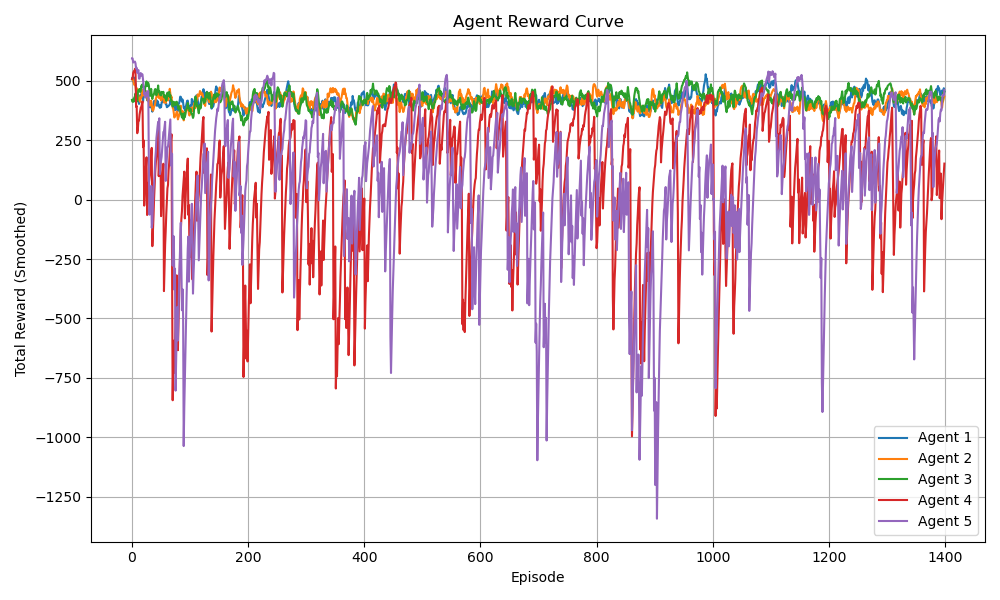 Agent Reward Curve
Total Reward (Smoothed)
500
250
0
−250
−500
−750
−1000
−1250
0 200 400 600 800 1000 1200 1400
Episode
Agent 1
Agent 2
Agent 3
Agent 4
Agent 5